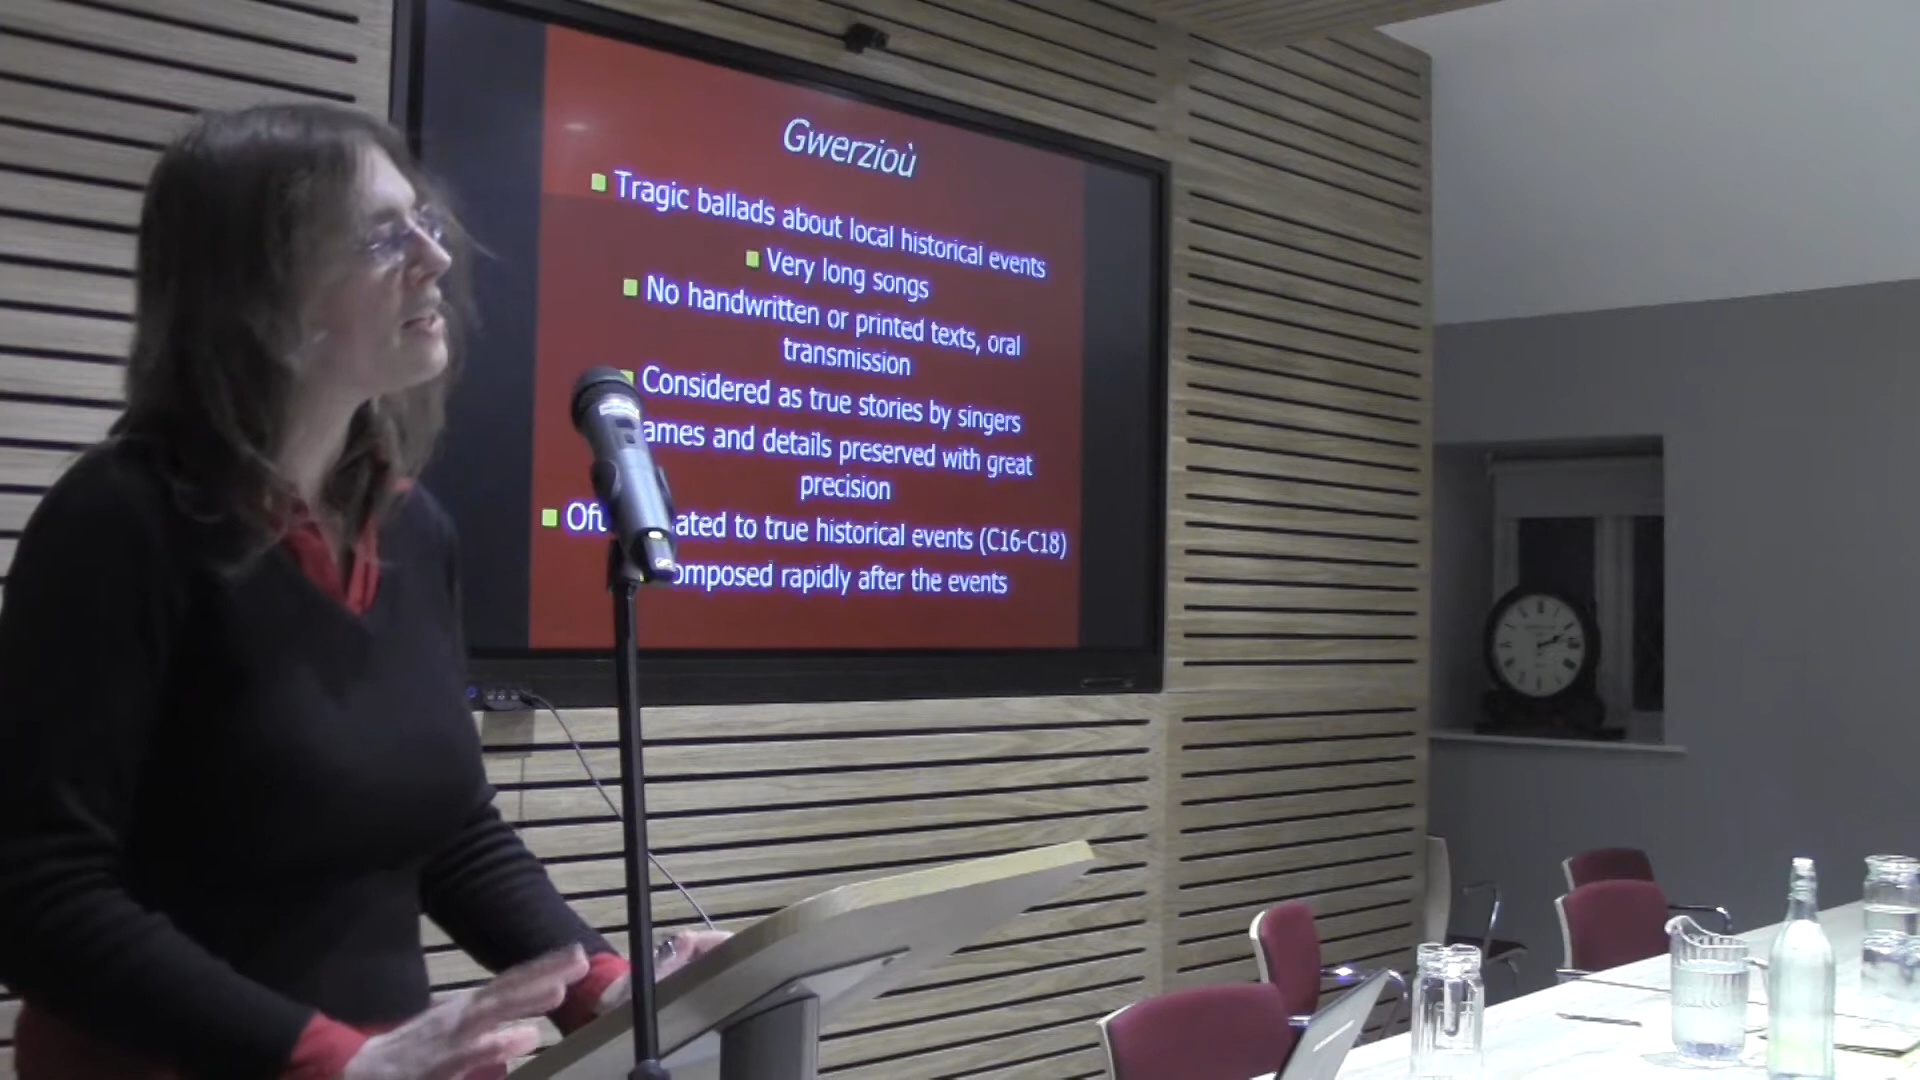 Gwerzioù
Tragic ballads about local historical events
Very long songs
No handwritten or printed texts, oral
transmission
Considered as true stories by singers
ames and details preserved with great
precision
Oft ated to true historical events (C16-C18)
omposed rapidly after the events